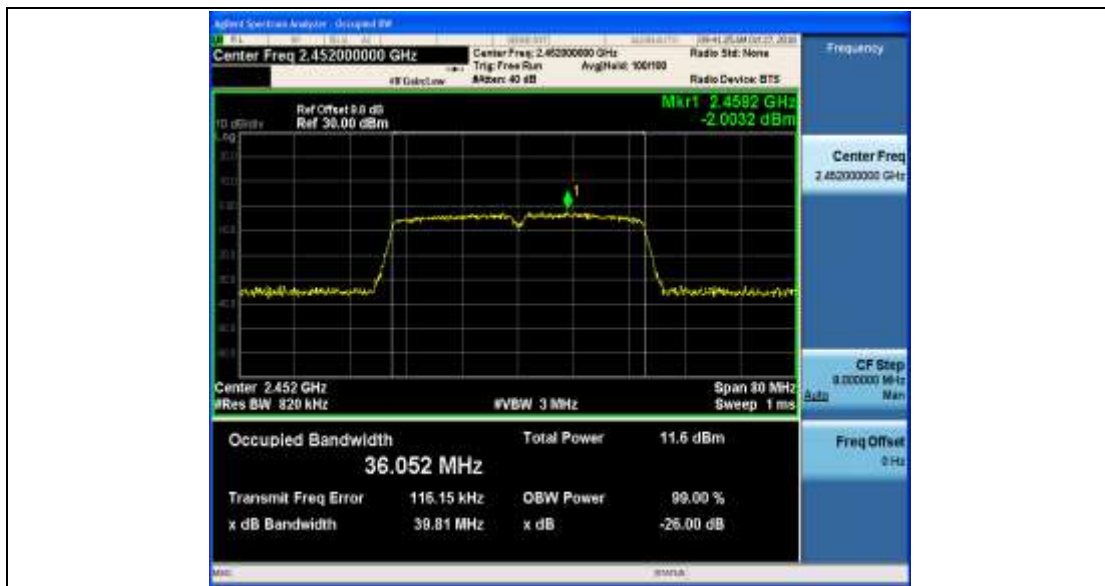 Agilent Spectrum Analyzer - Occupied BW
Center Freq 2.452000000 GHz
Center Freq: 2.452000000 GHz
Radio Std: None
Trig: Free Run
Avg|Hold: 100/100
#IFGain:Low
#Atten: 40 dB
Radio Device: BTS
Ref Offset
Mkr1 2.4592 GHz
10 dB/div
Ref 30.00 dBm
-2.0032 dBm
Log
1
Center 2.452 GHz
Span 80 MHz
#Res BW 820 kHz
#VBW 3 MHz
Sweep 1 ms
Occupied Bandwidth
Total Power
11.6 dBm
36.052 MHz
Transmit Freq Error
116.15 kHz
OBW Power
99.00 %
x dB Bandwidth
39.81 MHz
x dB
-26.00 dB
Frequency
Center Freq
2.452000000 GHz
CF Step
8.000000 MHz
Auto
Man
Freq Offset
0 Hz
MSG
STATUS